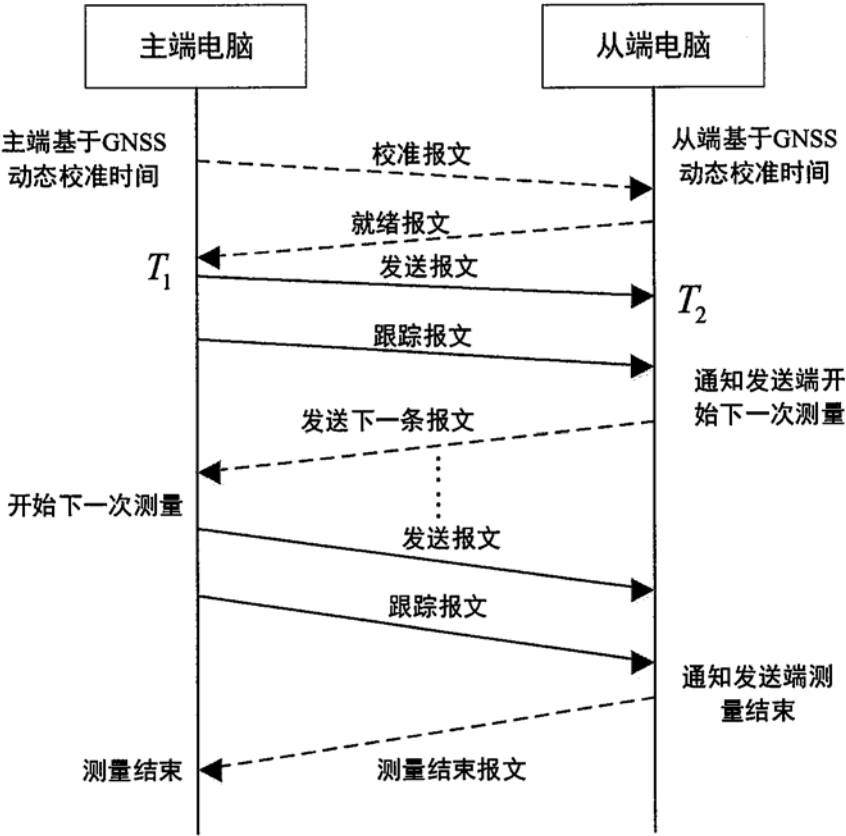 主端电脑
从端电脑
主端基于GNSS
动态校准时间
校准报文
从端基于GNSS
动态校准时间
就绪报文
T1
发送报文
T2
跟踪报文
通知发送端开
始下一次测量
发送下一条报文
开始下一次测量
发送报文
跟踪报文
通知发送端测
量结束
测量结束
测量结束报文